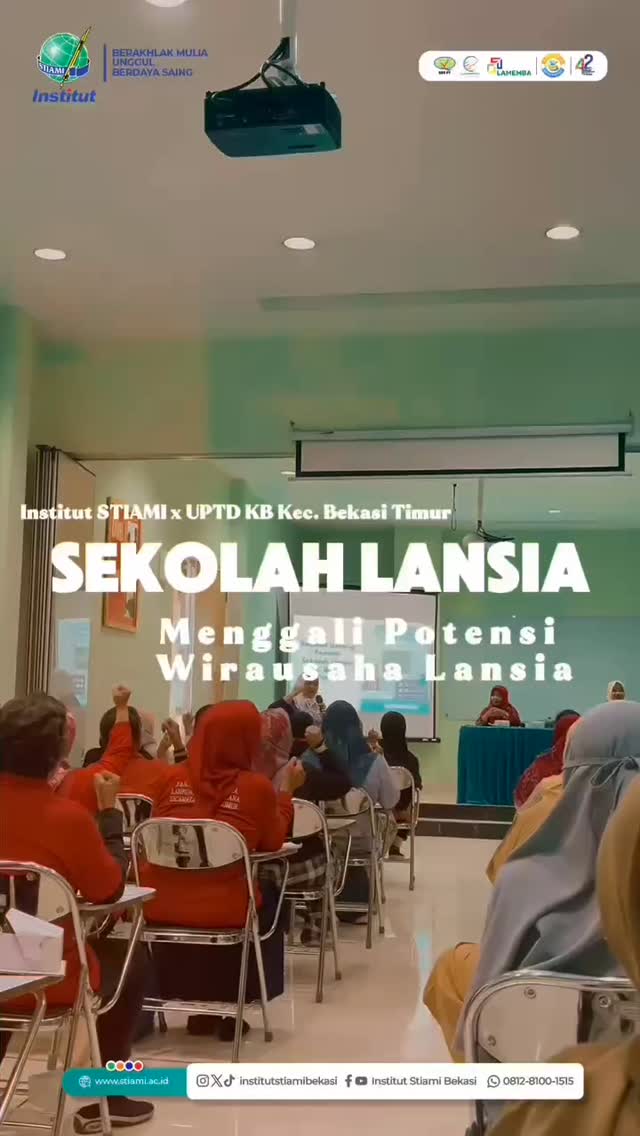 STIAMI
Institut
BERAKHLAK MULIA
UNGGUL
BERDAYA SAING
LAMEMBA
42
Institut STIAMI x UPTD KB Kec. Bekasi Timur
SEKOLAH LANSIA
Menggali Potensi
Wirausaha Lansia
www.stiami.ac.id
institutstiamibekasi
Institut Stiami Bekasi
0812-8100-1515